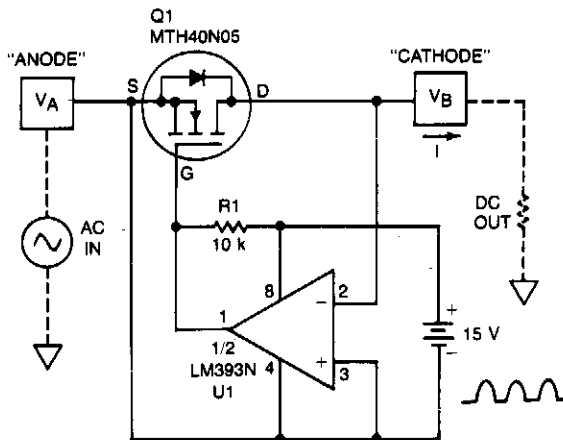 Q1
MTH40N05
"ANODE"
"CATHODE"
VA
S
D
VB
G
I
R1
10 k
AC
IN
DC
OUT
8
2
1
−
+
1/2
4
+
3
−
15 V
LM393N
U1